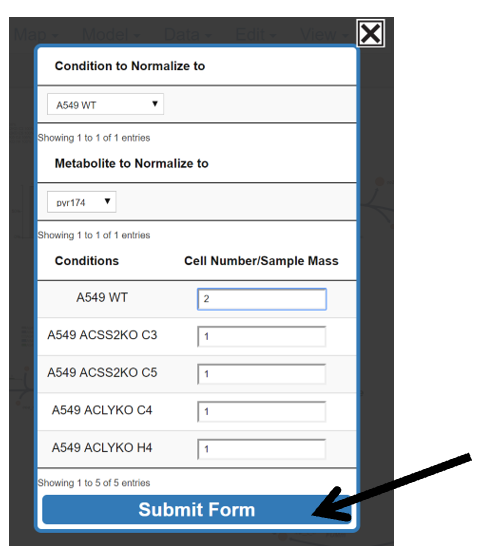 Map Model Data Edit View
Condition to Normalize to
A549 WT
Showing 1 to 1 of 1 entries
Metabolite to Normalize to
pyr174
Showing 1 to 1 of 1 entries
Conditions Cell Number/Sample Mass
A549 WT 2
A549 ACSS2KO C3 1
A549 ACSS2KO C5 1
A549 ACLYKO C4 1
A549 ACLYKO H4 1
Showing 1 to 5 of 5 entries
Submit Form